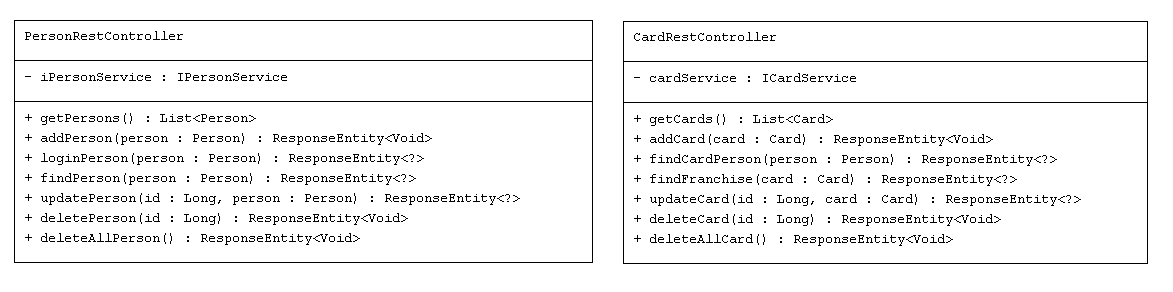 PersonRestController
- iPersonService : IPersonService
+ getPersons() : List<Person>
+ addPerson(person : Person) : ResponseEntity<Void>
+ loginPerson(person : Person) : ResponseEntity<?>
+ findPerson(person : Person) : ResponseEntity<?>
+ updatePerson(id : Long, person : Person) : ResponseEntity<?>
+ deletePerson(id : Long) : ResponseEntity<Void>
+ deleteAllPerson() : ResponseEntity<Void>
CardRestController
- cardService : ICardService
+ getCards() : List<Card>
+ addCard(card : Card) : ResponseEntity<Void>
+ findCardPerson(person : Person) : ResponseEntity<?>
+ findFranchise(card : Card) : ResponseEntity<?>
+ updateCard(id : Long, card : Card) : ResponseEntity<?>
+ deleteCard(id : Long) : ResponseEntity<Void>
+ deleteAllCard() : ResponseEntity<Void>